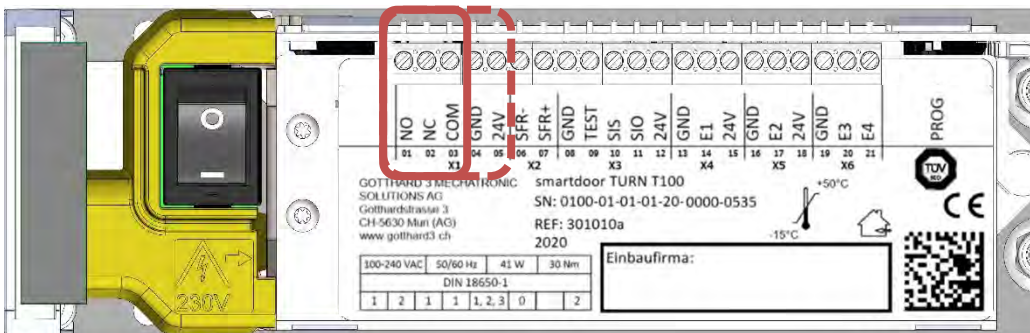 NO NC COM GND 24V SFR- SFR+ GND TEST SIS SIO 24V GND E1 24V GND E2 24V GND E3 E4 PROG
01 02 03 04 05 06 07 08 09 10 11 12 13 14 15 16 17 18 19 20 21
X1 X2 X3 X4 X5 X6
GOTTHARD 3 MECHATRONIC
SOLUTIONS AG
Gotthardstrasse 3
CH-5630 Muri (AG)
www gotthard3 ch
smartdoor TURN T100
SN: 0100-01-01-01-20-0000-0535
REF: 301010a
2020
+50°C
-15°C
TÜV
CE
100-240 VAC 50/60 Hz 41 W 30 Nm
DIN 18650-1
1 2 1 1 1, 2, 3 0 2
Einbaufirma:
230V